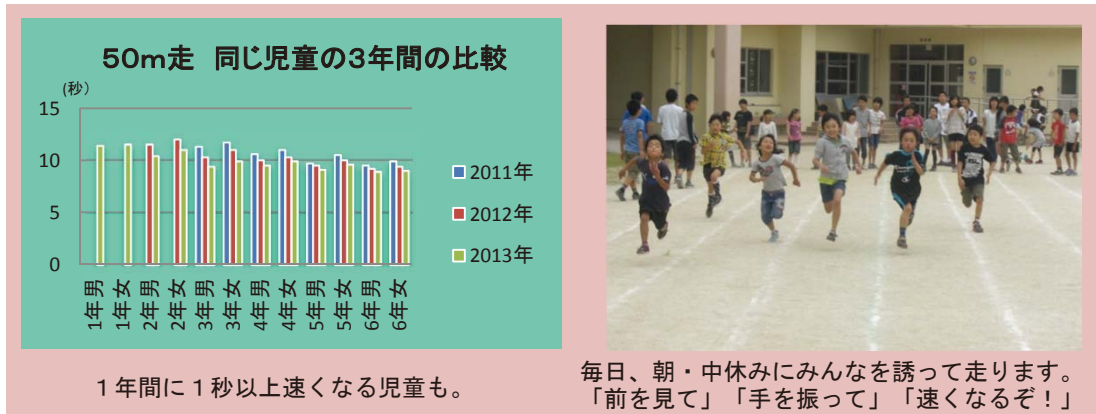 50m走 同じ児童の3年間の比較
(秒)
15
10
5
0
1年男
1年女
2年男
2年女
3年男
3年女
4年男
4年女
5年男
5年女
6年男
6年女
2011年
2012年
2013年
1年間に1秒以上速くなる児童も。
毎日、朝・中休みにみんなを誘って走ります。
「前を見て」「手を振って」「速くなるぞ！」